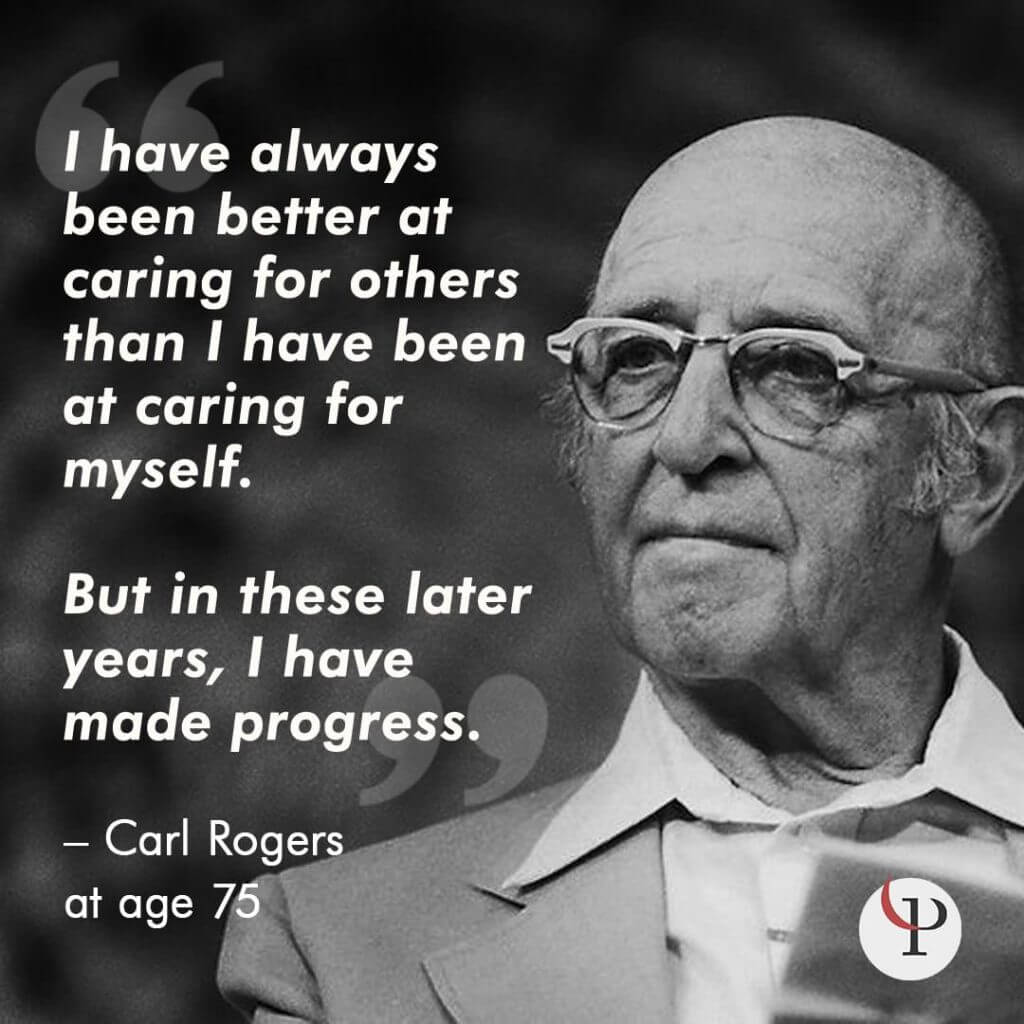 “
I have always
been better at
caring for others
than I have been
at caring for
myself.
But in these later
years, I have
made progress.
”
– Carl Rogers
at age 75
P